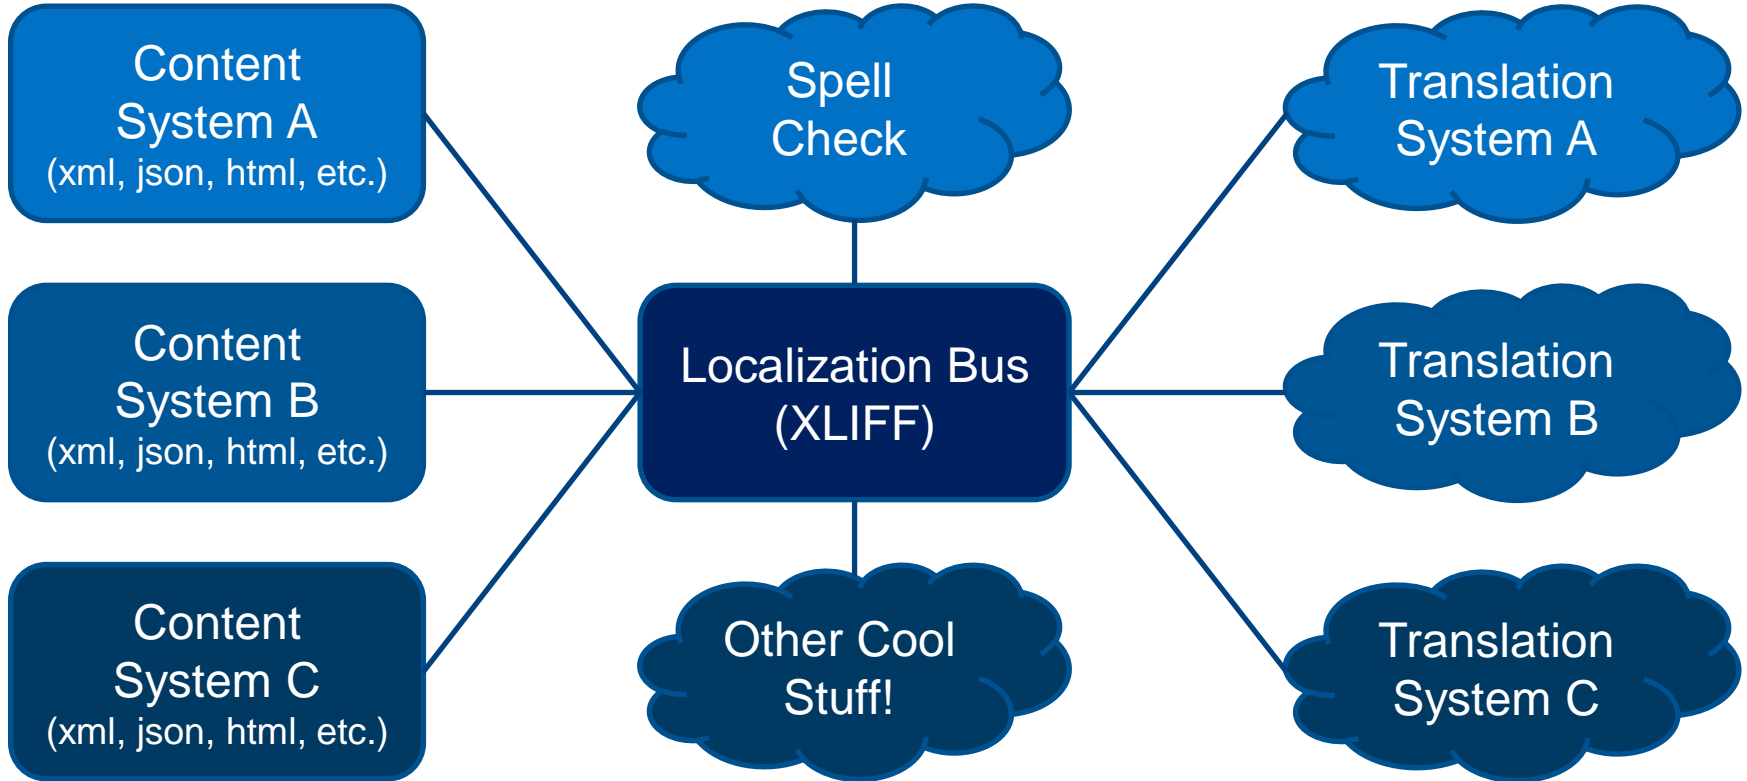 Content
System A
(xml, json, html, etc.)
Spell
Check
Translation
System A
Content
System B
(xml, json, html, etc.)
Localization Bus
(XLIFF)
Translation
System B
Content
System C
(xml, json, html, etc.)
Other Cool
Stuff!
Translation
System C